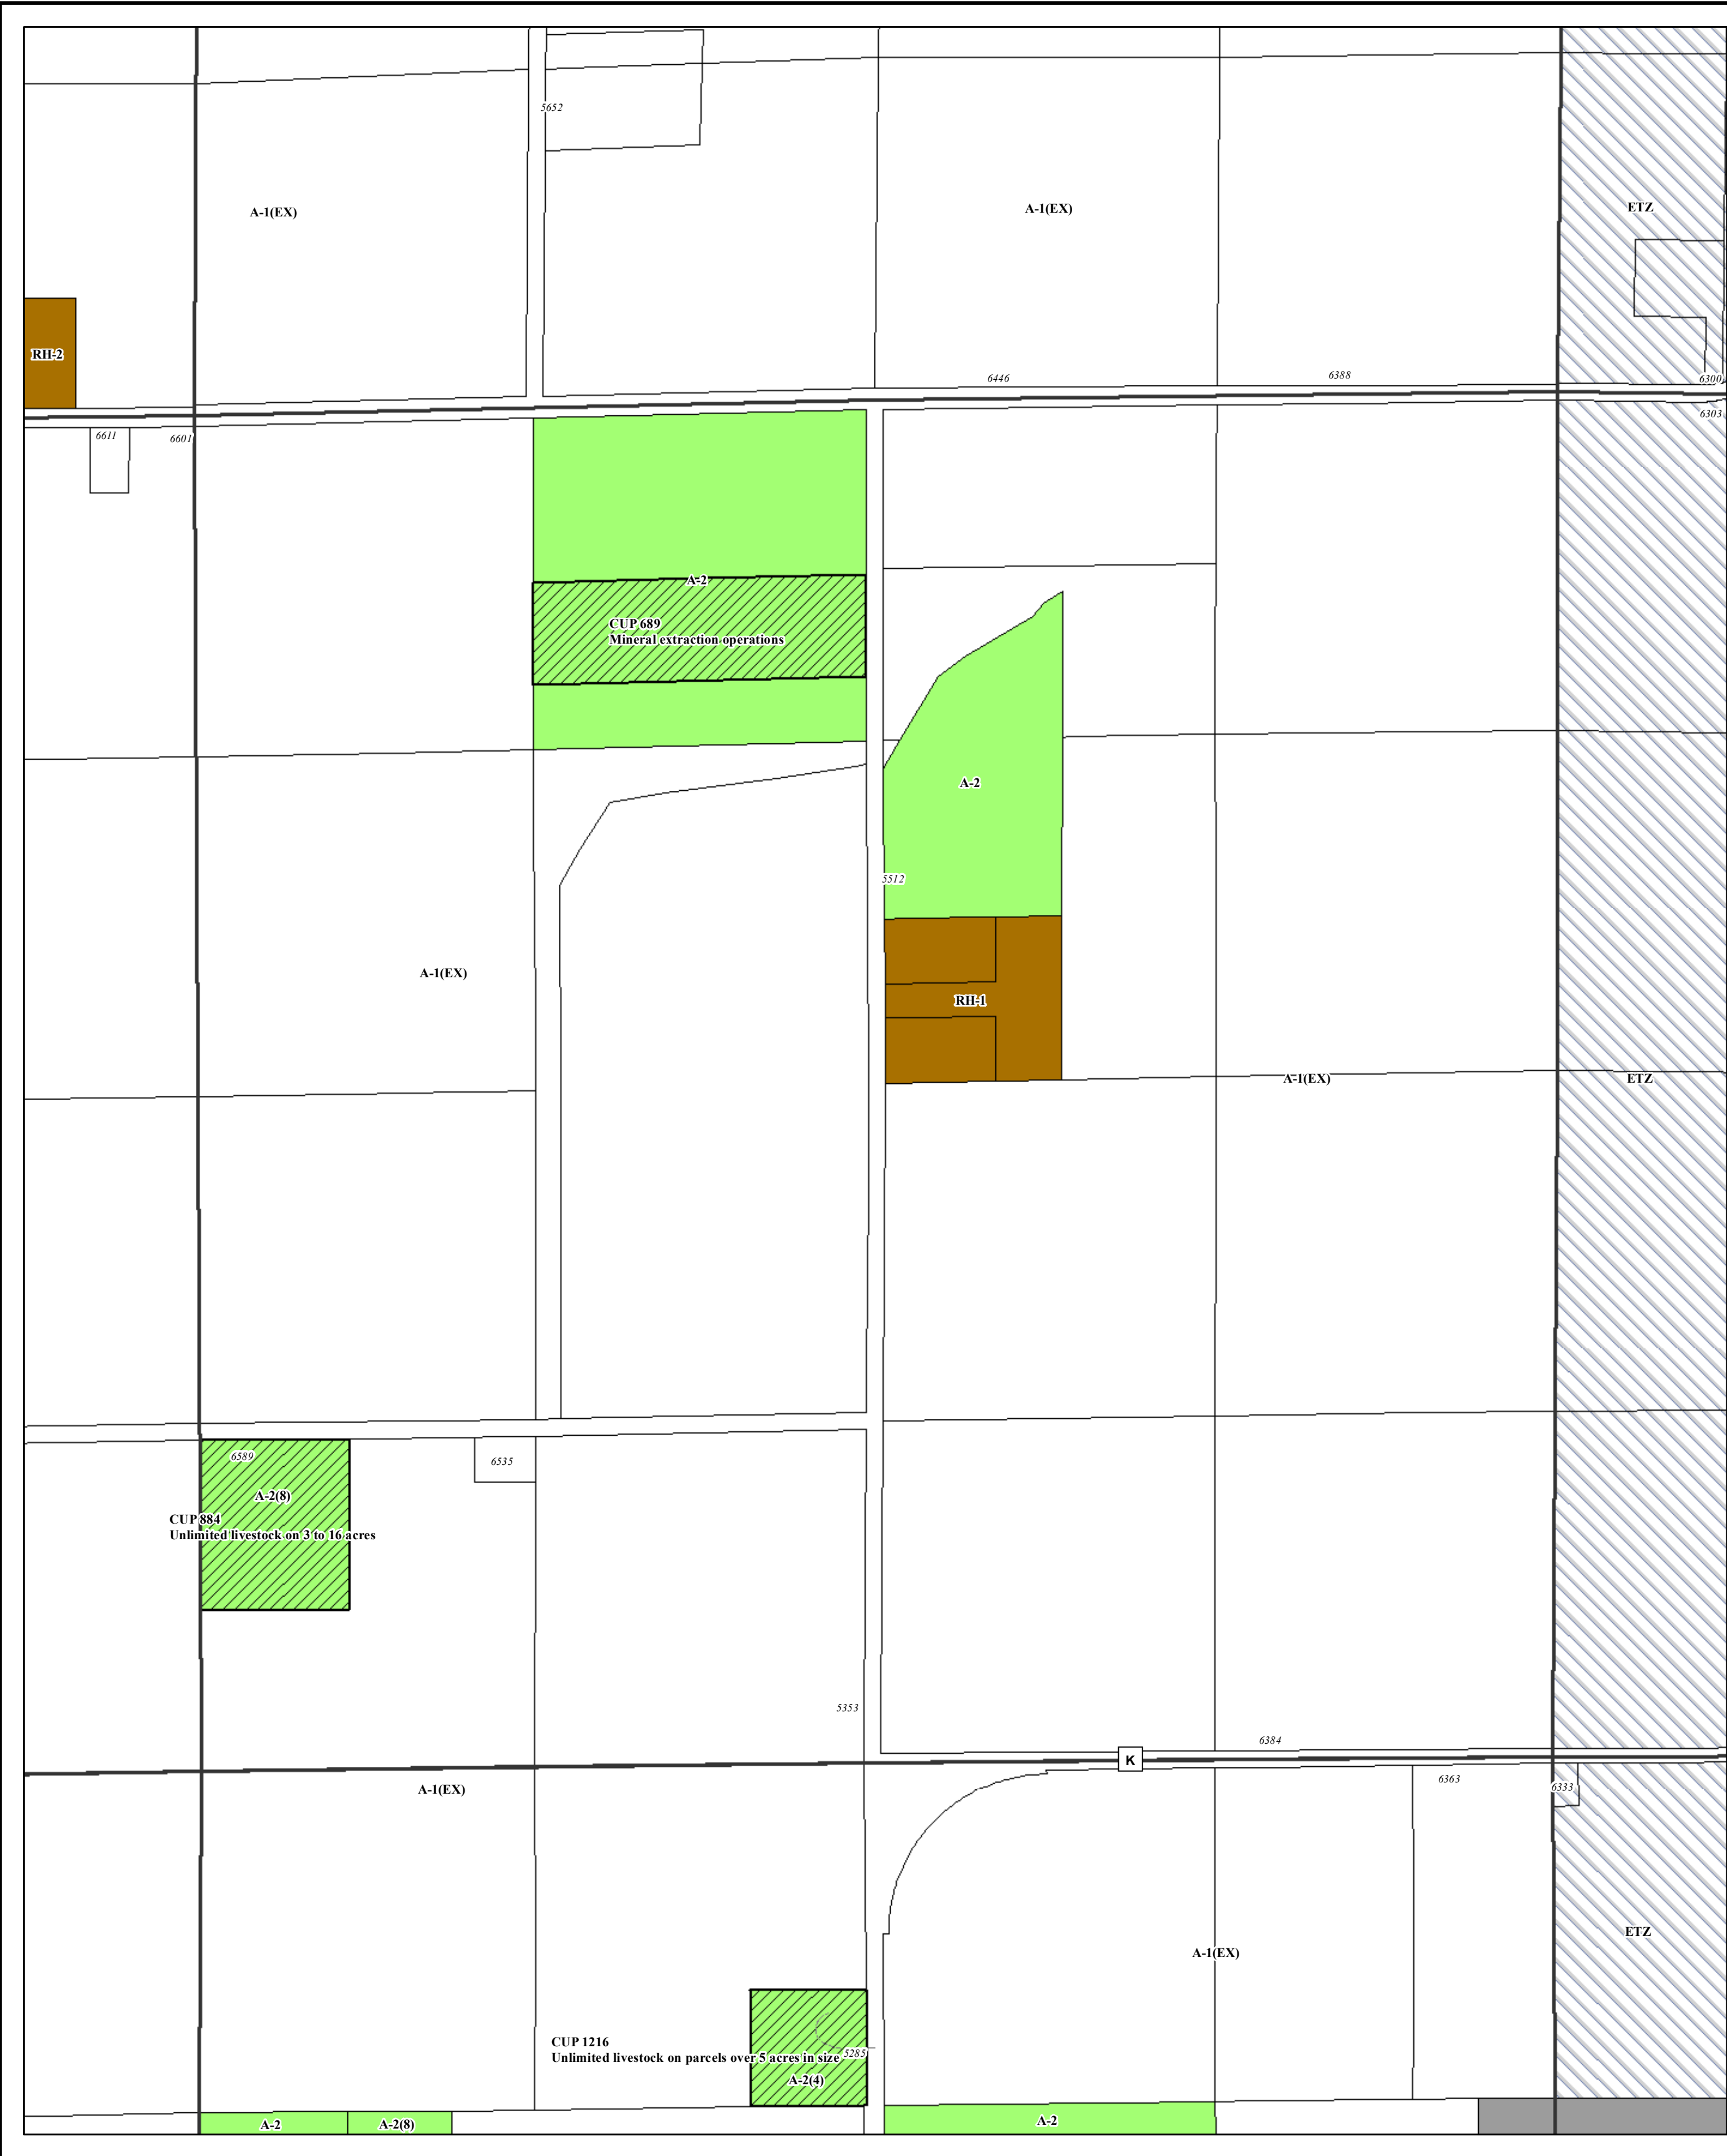 5652
A-1(EX)
A-1(EX)
ETZ
RH-2
6446
6388
6300
6303
6611
6601
A-2
CUP 689
Mineral extraction operations
A-2
5512
A-1(EX)
RH-1
A-1(EX)
ETZ
6589
6535
A-2(8)
CUP 884
Unlimited livestock on 3 to 16 acres
5353
6384
K
A-1(EX)
6363
6333
ETZ
A-1(EX)
CUP 1216
Unlimited livestock on parcels over 5 acres in size
5285
A-2(4)
A-2
A-2(8)
A-2